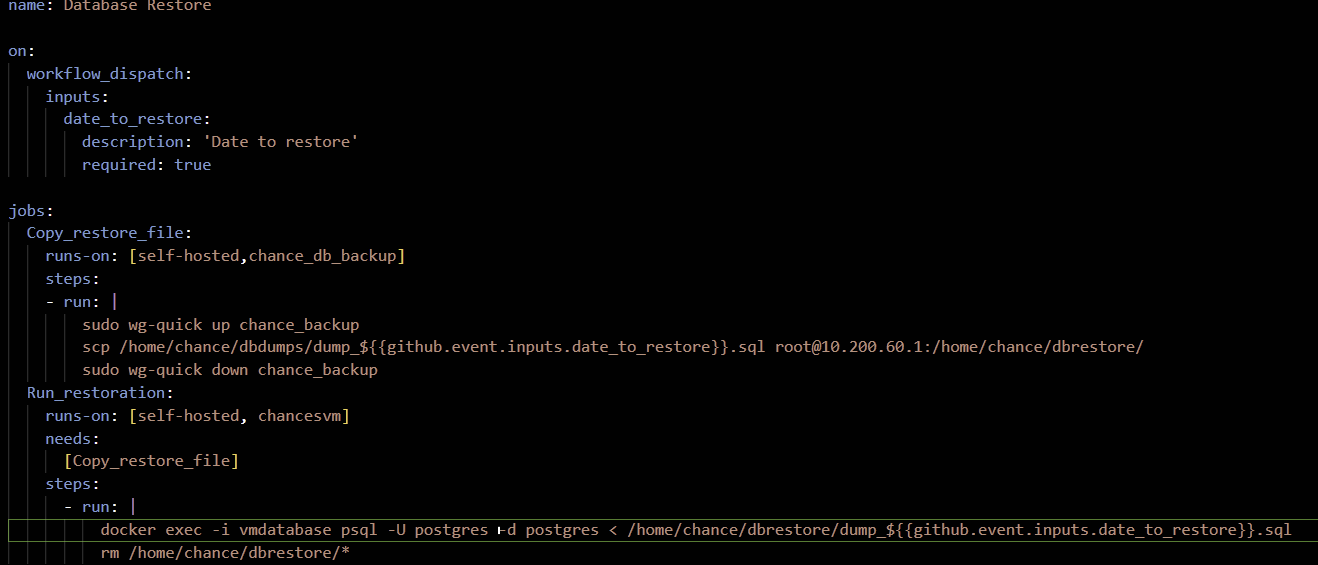 name: Database Restore
on:
workflow_dispatch:
inputs:
date_to_restore:
description: 'Date to restore'
required: true
jobs:
Copy_restore_file:
runs-on: [self-hosted,chance_db_backup]
steps:
- run: |
sudo wg-quick up chance_backup
scp /home/chance/dbdumps/dump_${{github.event.inputs.date_to_restore}}.sql root@10.200.60.1:/home/chance/dbrestore/
sudo wg-quick down chance_backup
Run_restoration:
runs-on: [self-hosted, chancesvm]
needs:
[Copy_restore_file]
steps:
- run: |
docker exec -i vmdatabase psql -U postgres -d postgres < /home/chance/dbrestore/dump_${{github.event.inputs.date_to_restore}}.sql
rm /home/chance/dbrestore/*